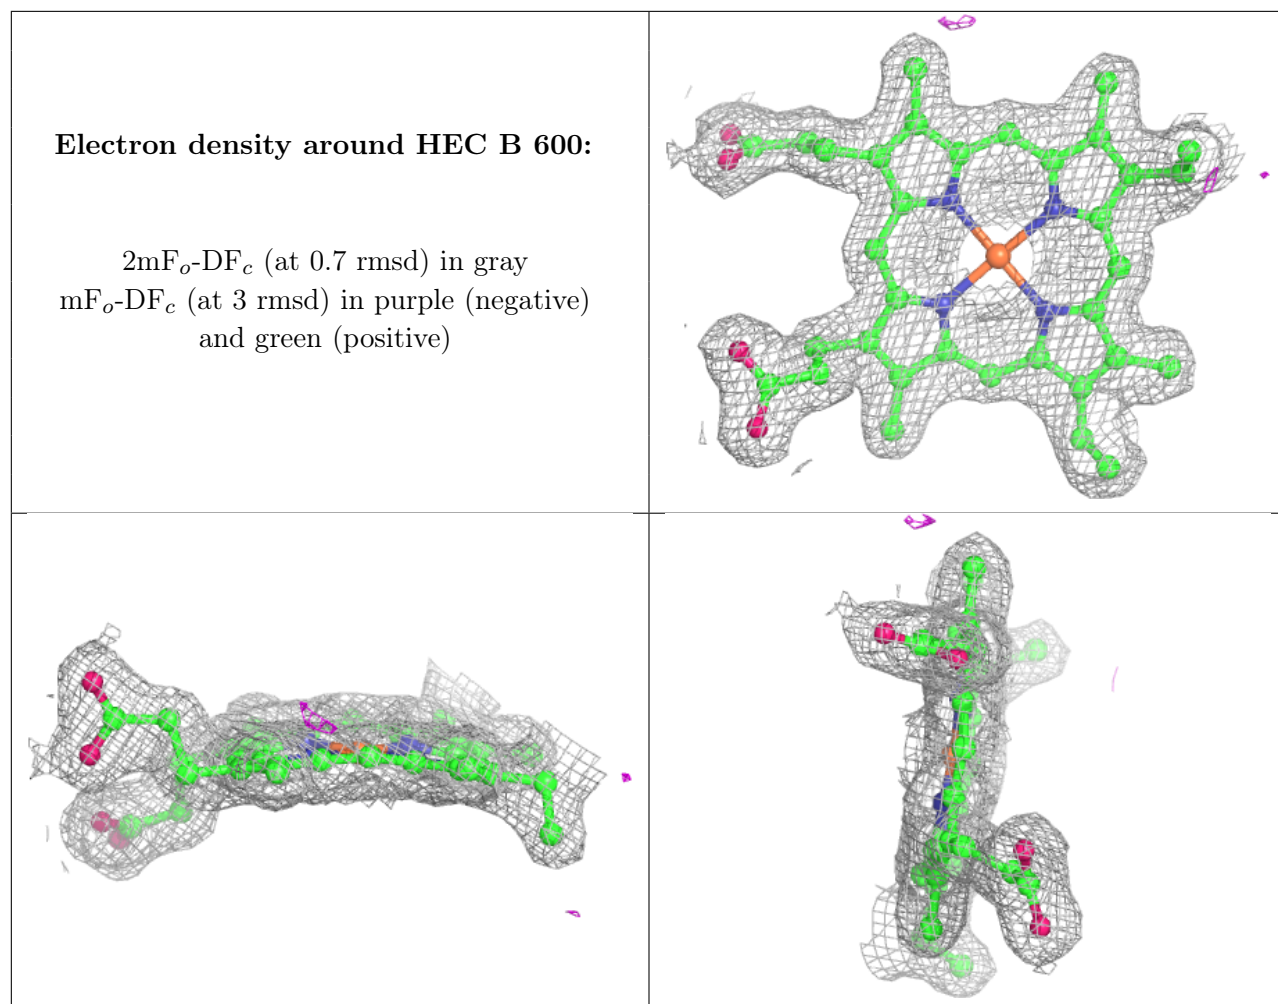 Electron density around HEC B 600:
2mFo-DFc (at 0.7 rmsd) in gray
mFo-DFc (at 3 rmsd) in purple (negative)
and green (positive)